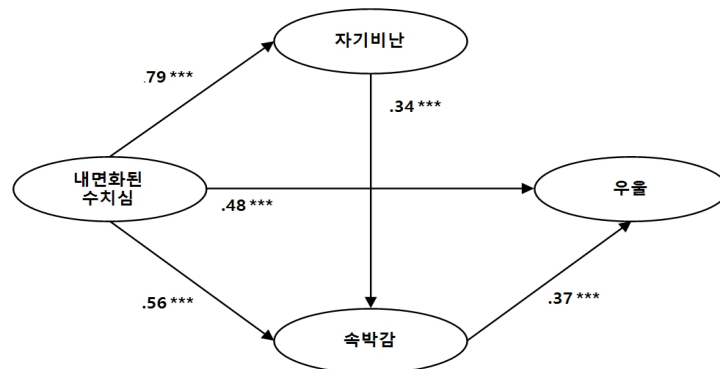 자기비난
.79 ***
.34 ***
내면화된
수치심
.48 ***
우울
.56 ***
.37 ***
속박감